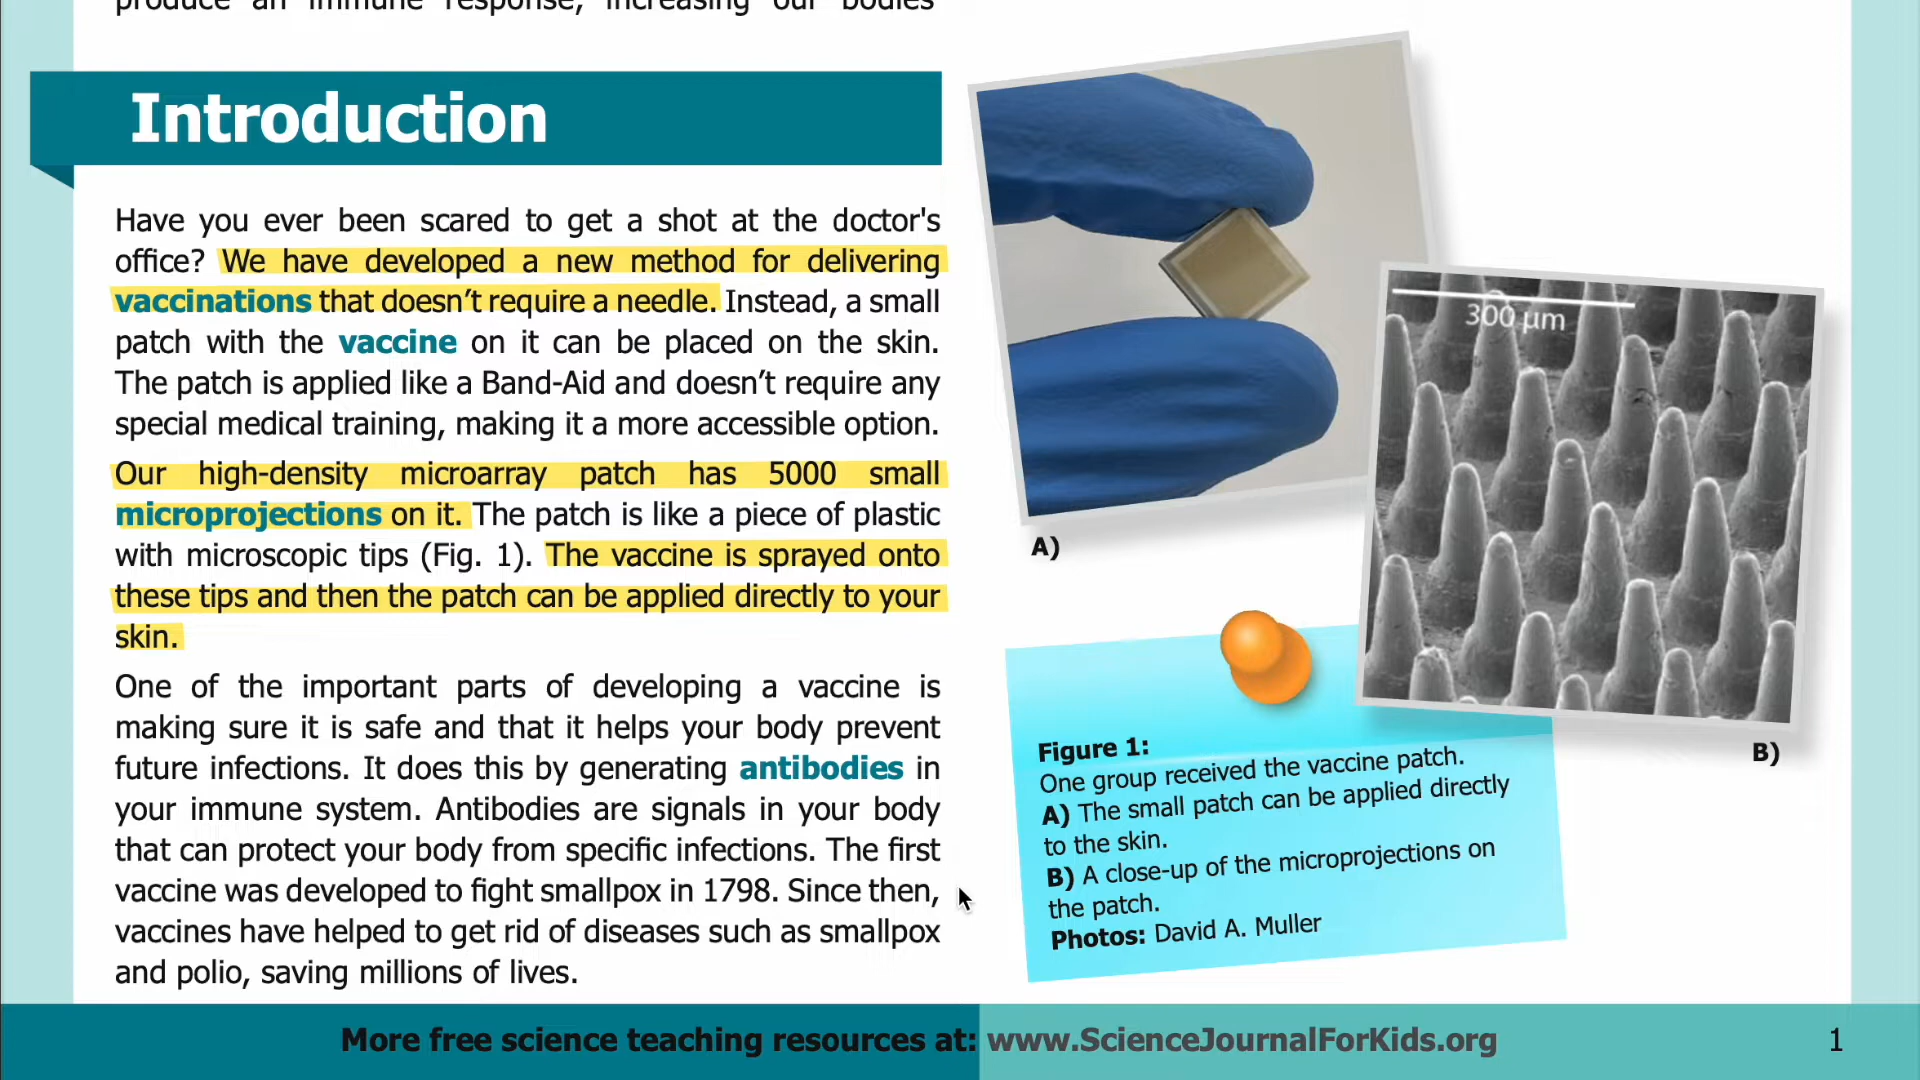 produce an immune response, increasing our bodies'
Introduction
Have you ever been scared to get a shot at the doctor's
office? We have developed a new method for delivering
vaccinations that doesn’t require a needle. Instead, a small
patch with the vaccine on it can be placed on the skin.
The patch is applied like a Band-Aid and doesn’t require any
special medical training, making it a more accessible option.
Our high-density microarray patch has 5000 small
microprojections on it. The patch is like a piece of plastic
with microscopic tips (Fig. 1). The vaccine is sprayed onto
these tips and then the patch can be applied directly to your
skin.
One of the important parts of developing a vaccine is
making sure it is safe and that it helps your body prevent
future infections. It does this by generating antibodies in
your immune system. Antibodies are signals in your body
that can protect your body from specific infections. The first
vaccine was developed to fight smallpox in 1798. Since then,
vaccines have helped to get rid of diseases such as smallpox
and polio, saving millions of lives.
300 µm
A)
B)
Figure 1:
One group received the vaccine patch.
A) The small patch can be applied directly
to the skin.
B) A close-up of the microprojections on
the patch.
Photos: David A. Muller
More free science teaching resources at: www.ScienceJournalForKids.org
1